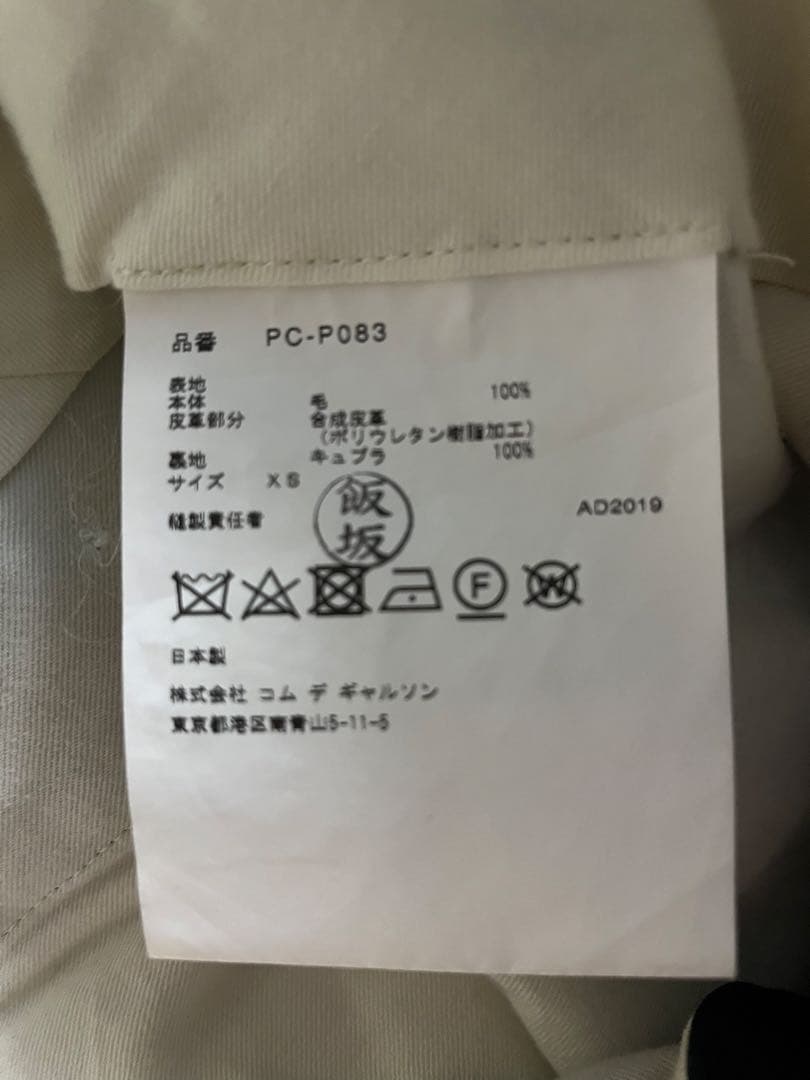 品番 PC-P083
表地
本体 毛 100%
皮革部分 合成皮革
(ポリウレタン樹脂加工)
裏地 キュプラ 100%
サイズ XS
縫製責任者 飯坂 AD2019
F W
日本製
株式会社 コム デ ギャルソン
東京都港区南青山5-11-5